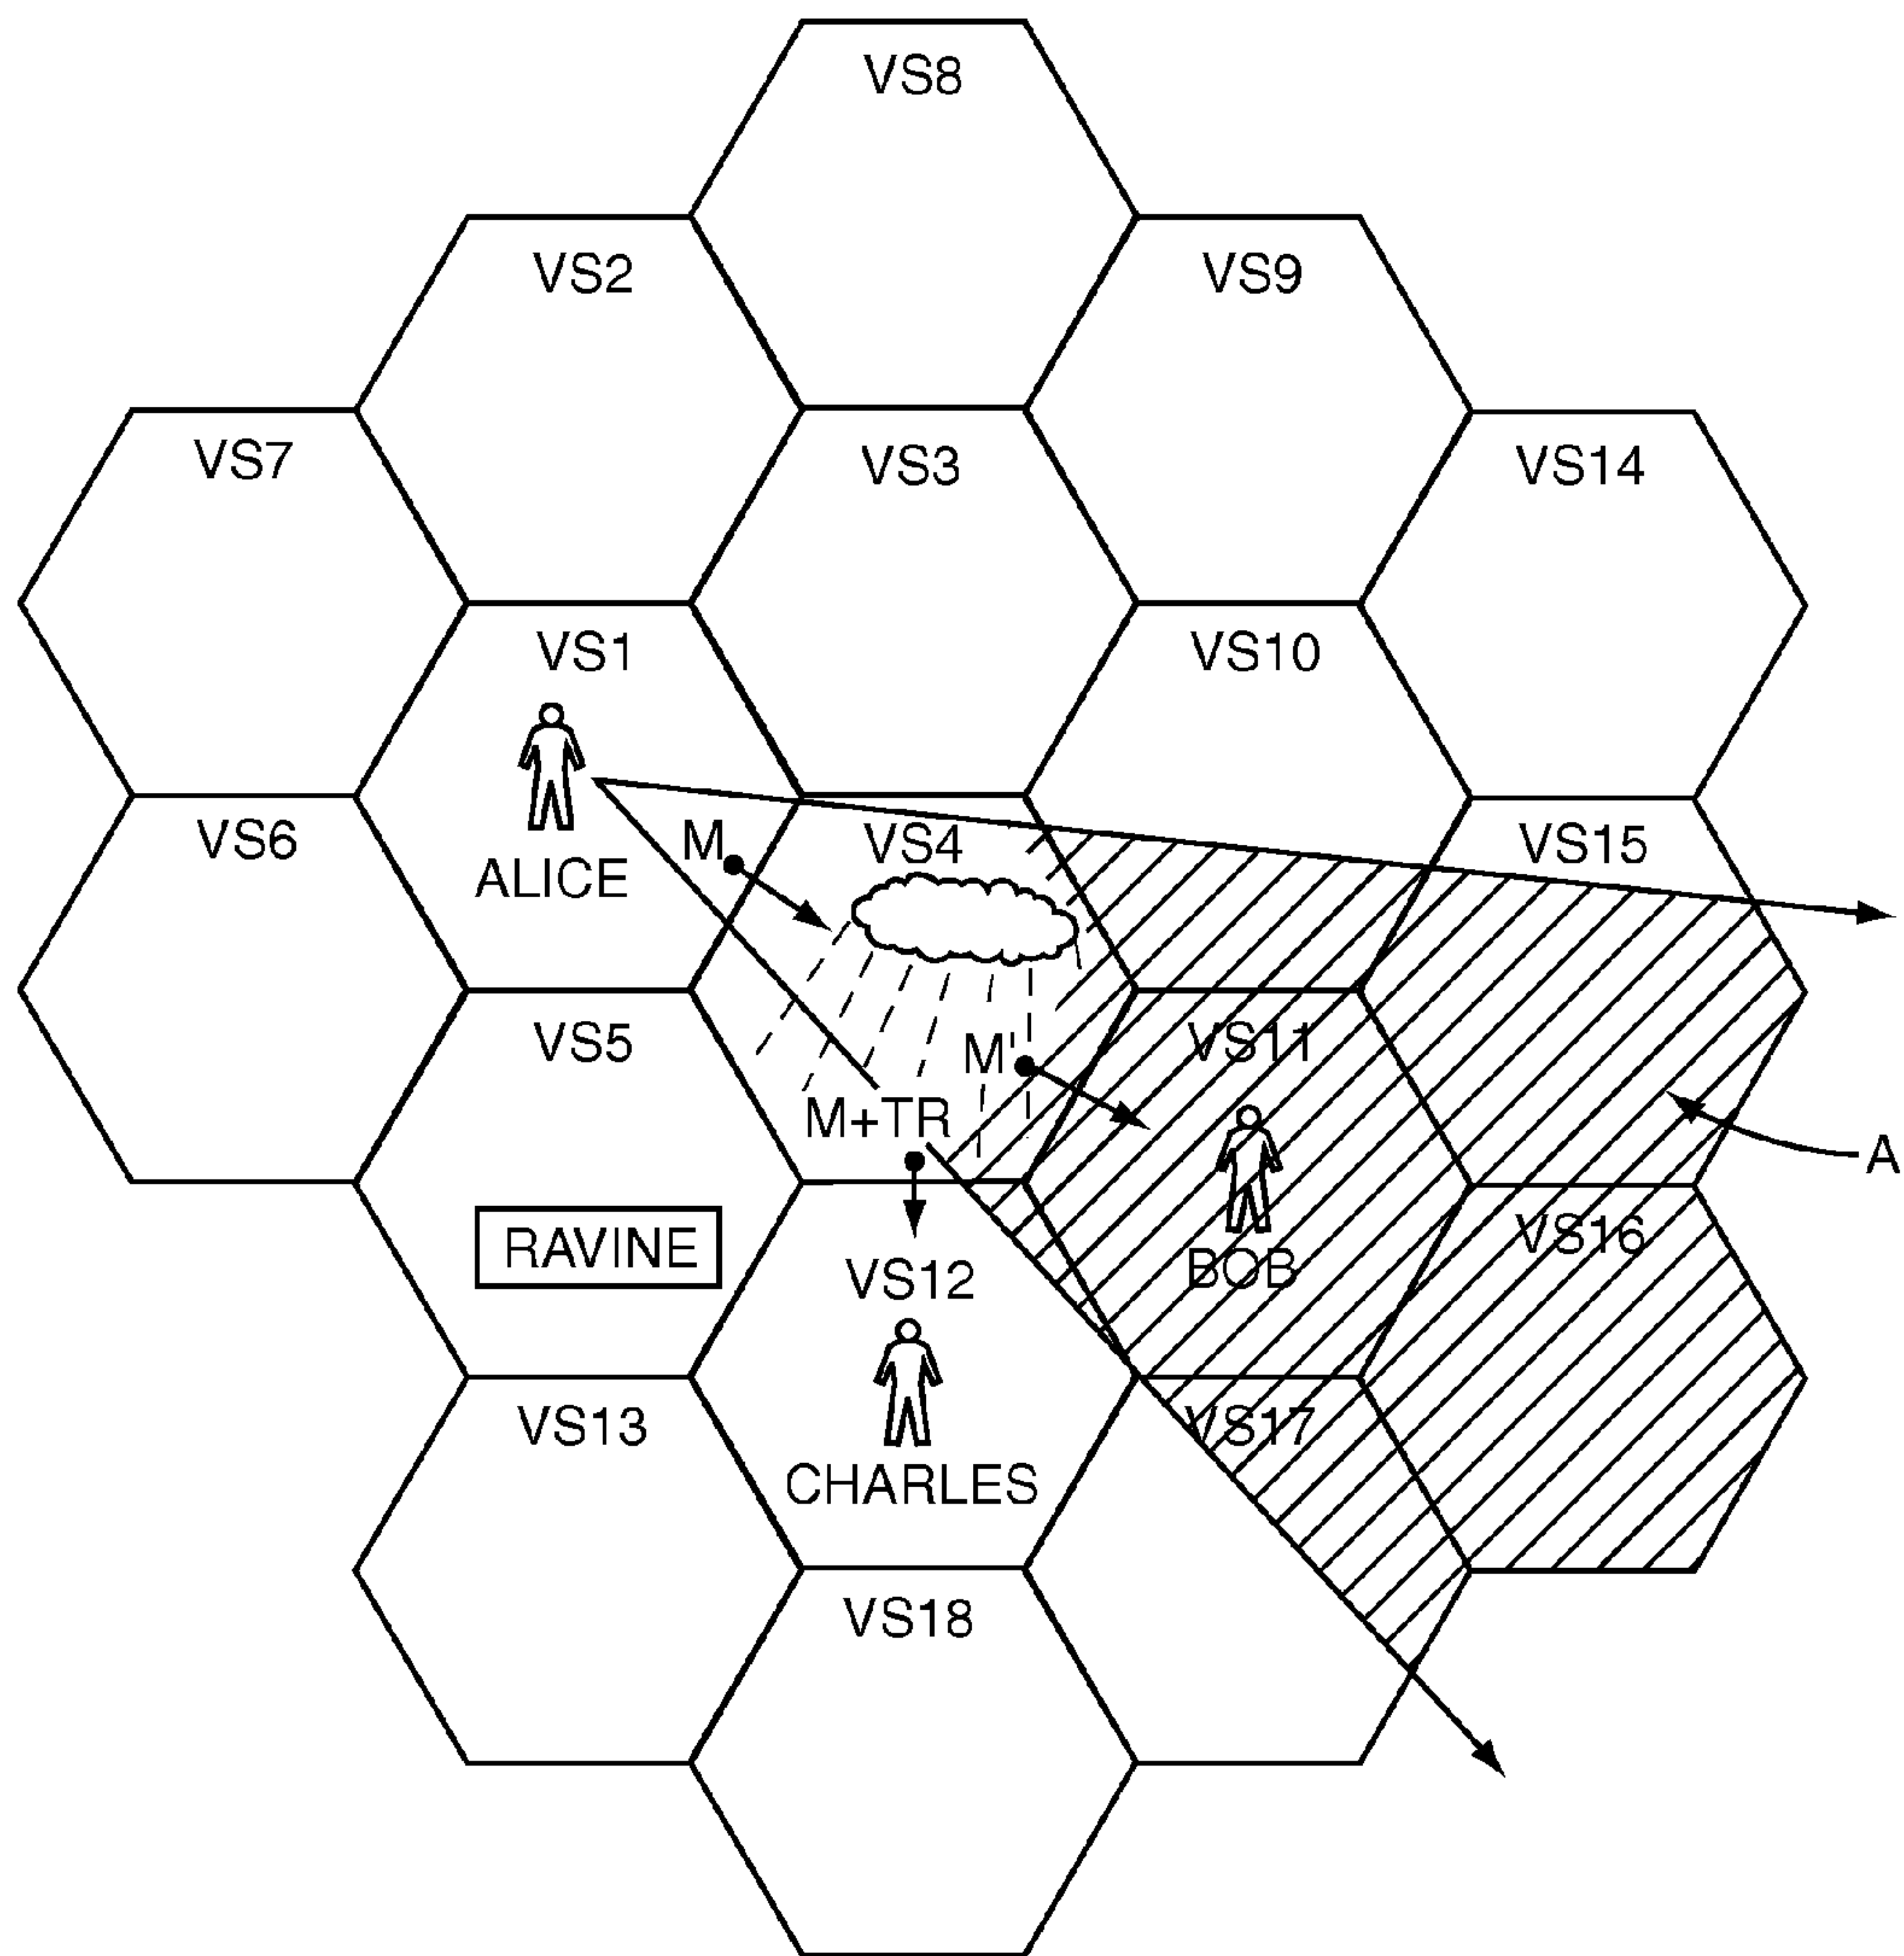 VS8
VS2
VS9
VS7
VS3
VS14
VS1
VS10
VS6
ALICE
M
VS4
VS15
VS5
M'
VS11
M+TR
A
RAVINE
VS12
BOB
VS16
VS13
CHARLES
VS17
VS18